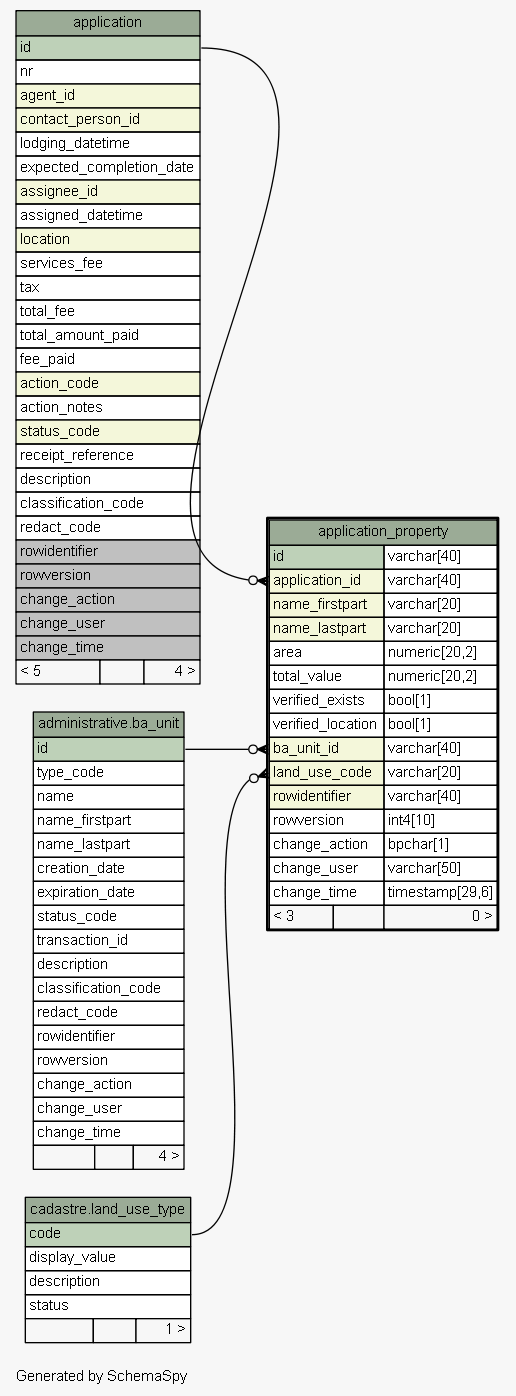 application
id
nr
agent_id
contact_person_id
lodging_datetime
expected_completion_date
assignee_id
assigned_datetime
location
services_fee
tax
total_fee
total_amount_paid
fee_paid
action_code
action_notes
status_code
receipt_reference
description
classification_code
redact_code
rowidentifier
rowversion
change_action
change_user
change_time
< 5 4 >
application_property
id varchar[40]
application_id varchar[40]
name_firstpart varchar[20]
name_lastpart varchar[20]
area numeric[20,2]
total_value numeric[20,2]
verified_exists bool[1]
verified_location bool[1]
ba_unit_id varchar[40]
land_use_code varchar[20]
rowidentifier varchar[40]
rowversion int4[10]
change_action bpchar[1]
change_user varchar[50]
change_time timestamp[29,6]
< 3 0 >
administrative.ba_unit
id
type_code
name
name_firstpart
name_lastpart
creation_date
expiration_date
status_code
transaction_id
description
classification_code
redact_code
rowidentifier
rowversion
change_action
change_user
change_time
4 >
cadastre.land_use_type
code
display_value
description
status
1 >
Generated by SchemaSpy